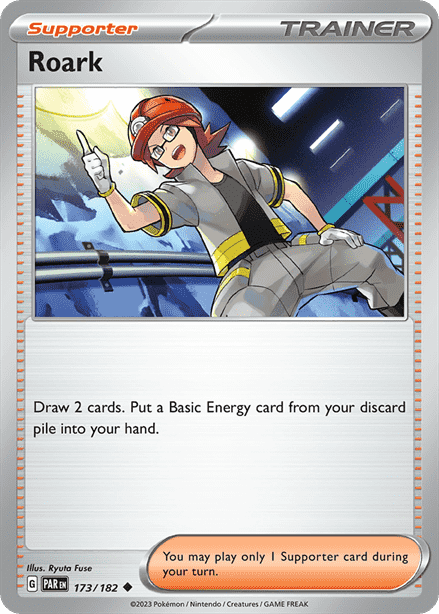 Supporter
TRAINER
Roark
Draw 2 cards. Put a Basic Energy card from your discard
pile into your hand.
Illus. Ryuta Fuse
You may play only 1 Supporter card during
your turn.
G PAR EN 173/182 ◆
©2023 Pokémon / Nintendo / Creatures / GAME FREAK